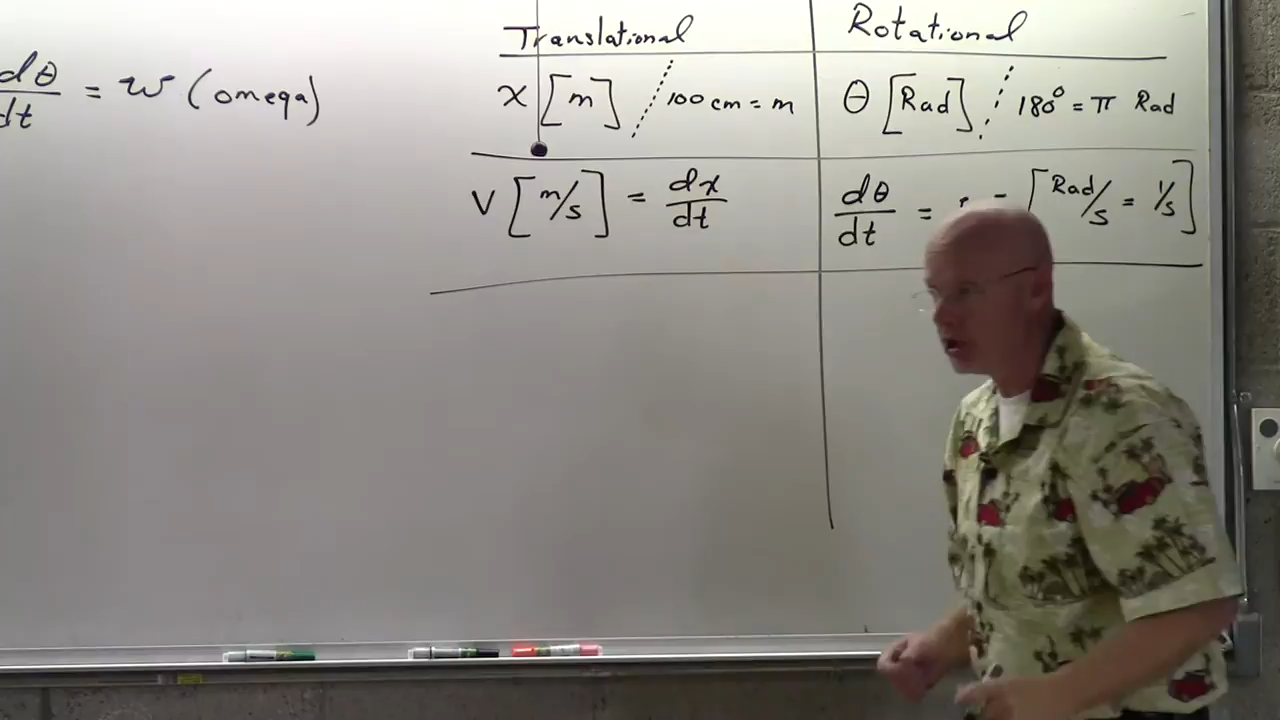 Translational
Rotational
dθ/dt = ω (omega)
x [m] / 100 cm = m
θ [Rad] / 180° = π Rad
V [m/s] = dx/dt
dθ/dt = [Rad/s = 1/s]